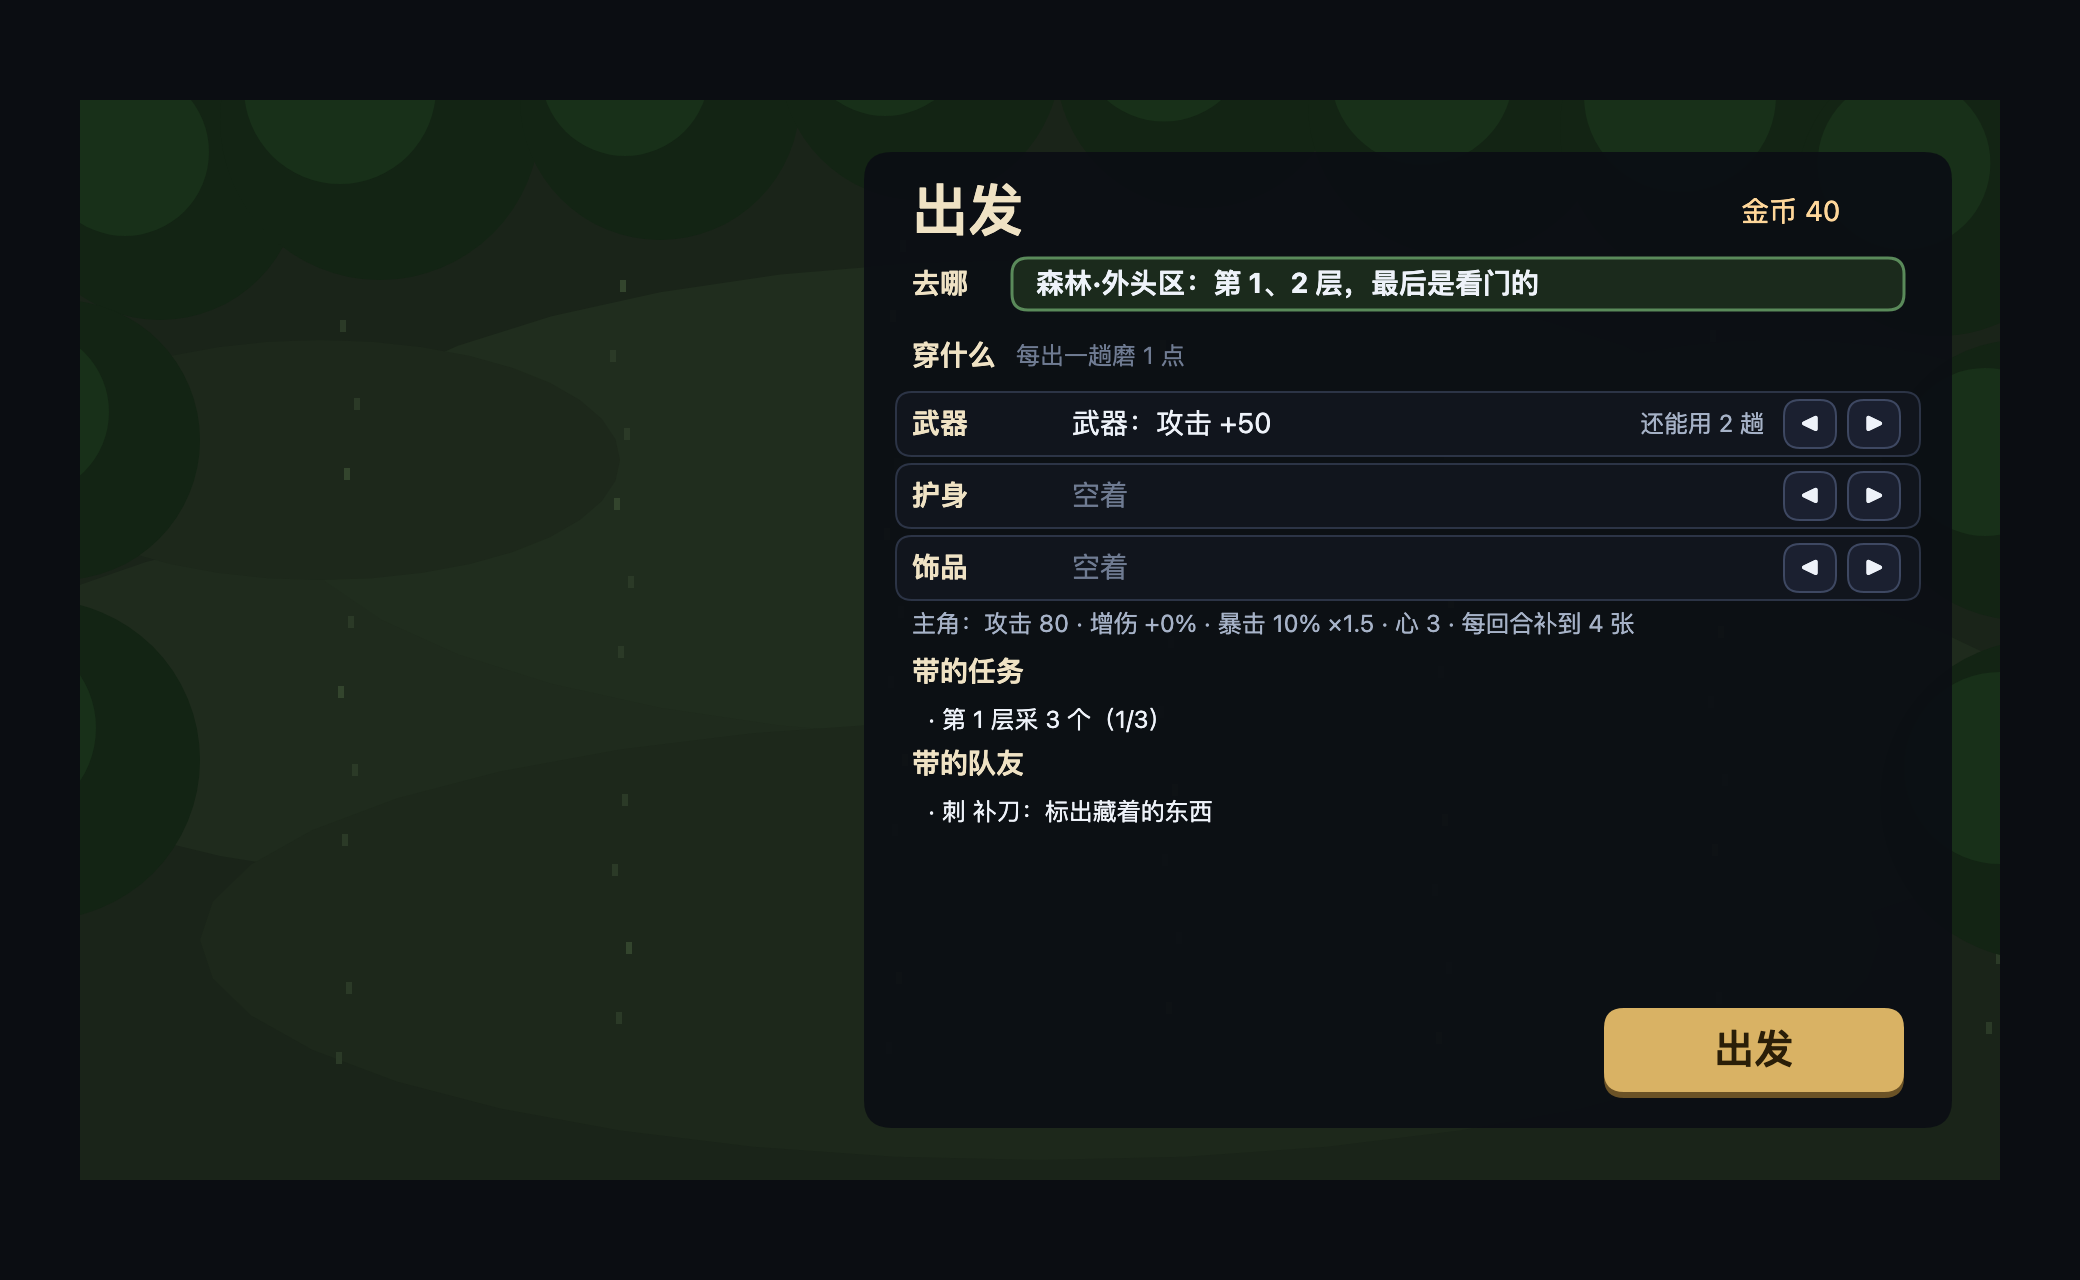 出发
金币 40
去哪
森林·外头区：第 1、2 层，最后是看门的
穿什么 每出一趟磨 1 点
武器 武器：攻击 +50 还能用 2 趟
护身 空着
饰品 空着
主角：攻击 80 · 增伤 +0% · 暴击 10% ×1.5 · 心 3 · 每回合补到 4 张
带的任务
· 第 1 层采 3 个（1/3）
带的队友
· 刺 补刀：标出藏着的东西
出发